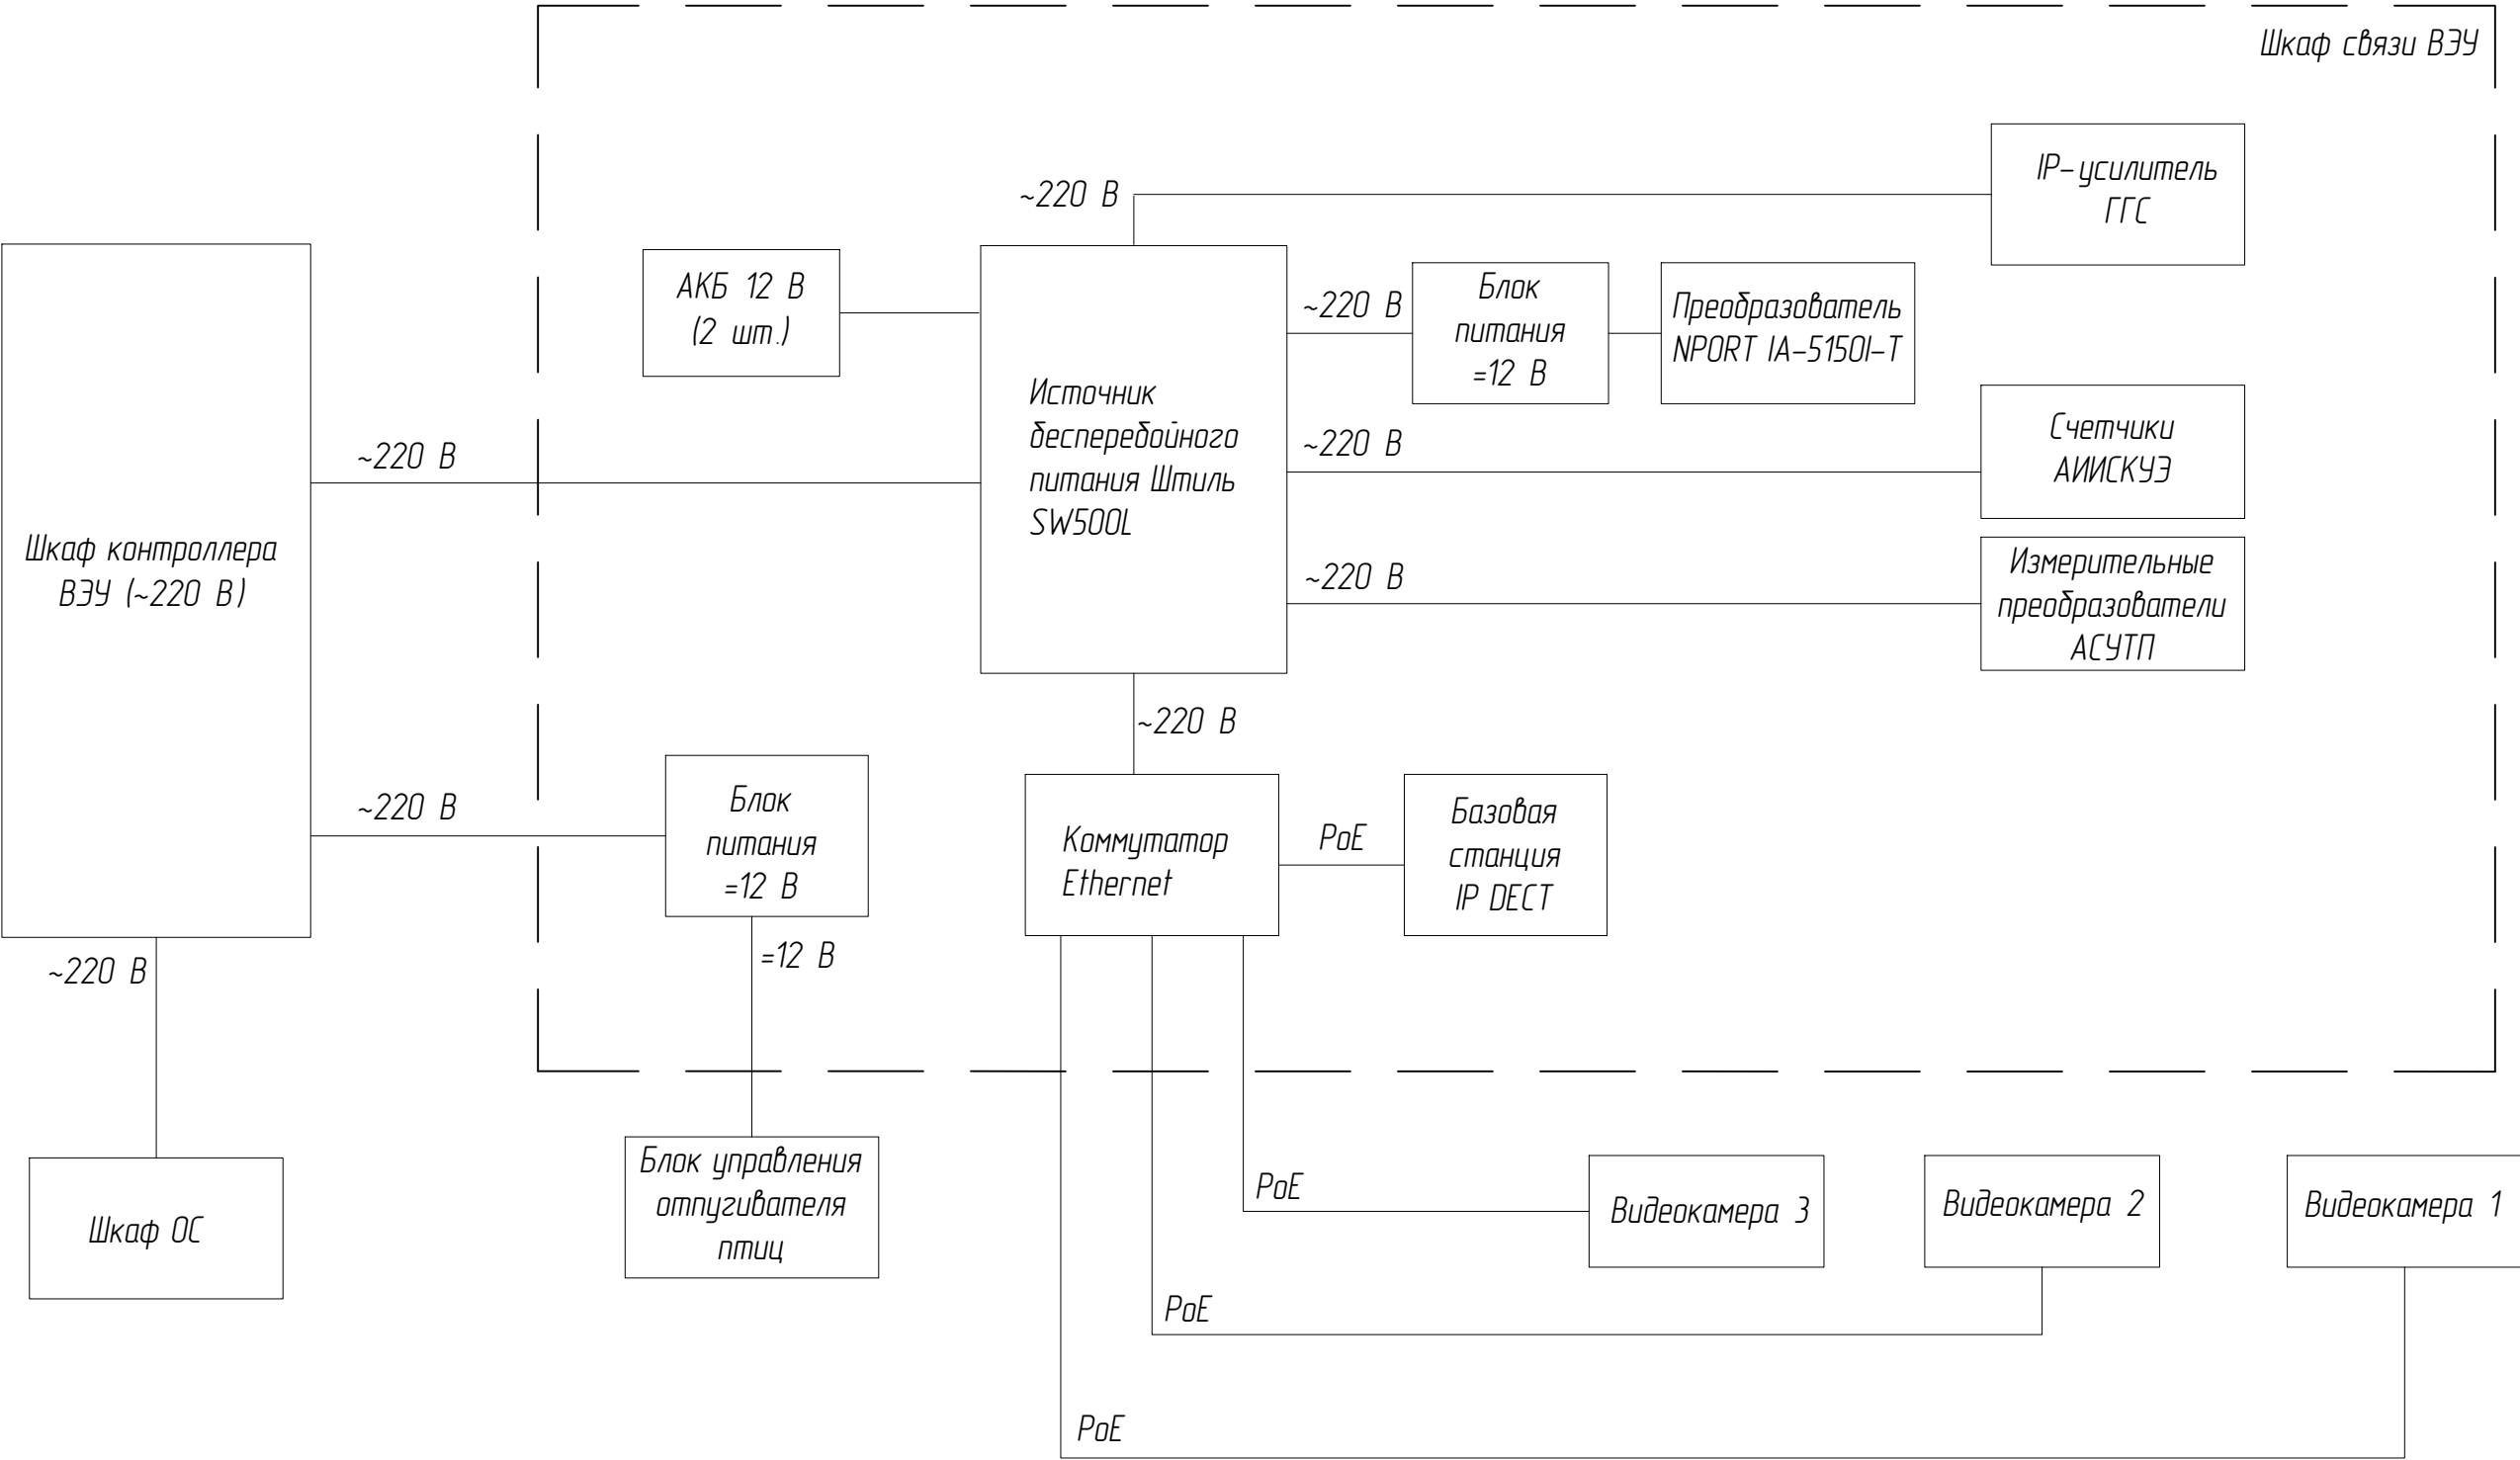 Шкаф связи ВЭУ
IP-усилитель
ГГС
~220 В
АКБ 12 В
(2 шт.)
Источник
бесперебойного
питания Штиль
SW500L
~220 В
Блок
питания
=12 В
Преобразователь
NPORT IA-5150I-T
~220 В
Счетчики
АИИСКУЭ
~220 В
Измерительные
преобразователи
АСУТП
~220 В
Шкаф контроллера
ВЭУ (~220 В)
~220 В
~220 В
Блок
питания
=12 В
Коммутатор
Ethernet
PoE
Базовая
станция
IP DECT
=12 В
~220 В
Шкаф ОС
Блок управления
отпугивателя
птиц
PoE
Видеокамера 3
Видеокамера 2
Видеокамера 1
PoE
PoE